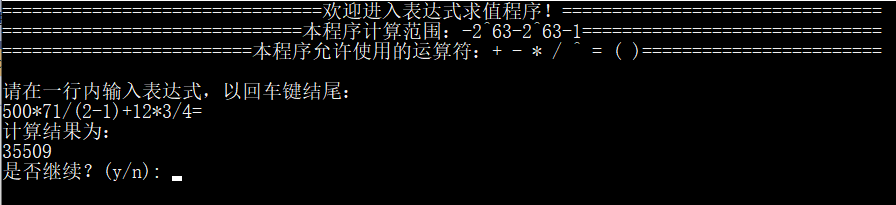 ================================欢迎进入表达式求值程序！================================
==============================本程序计算范围：-2^63-2^63-1==============================
=========================本程序允许使用的运算符：+ - * / ^ = ( )========================
请在一行内输入表达式，以回车键结尾：
500*71/(2-1)+12*3/4=
计算结果为：
35509
是否继续？(y/n):